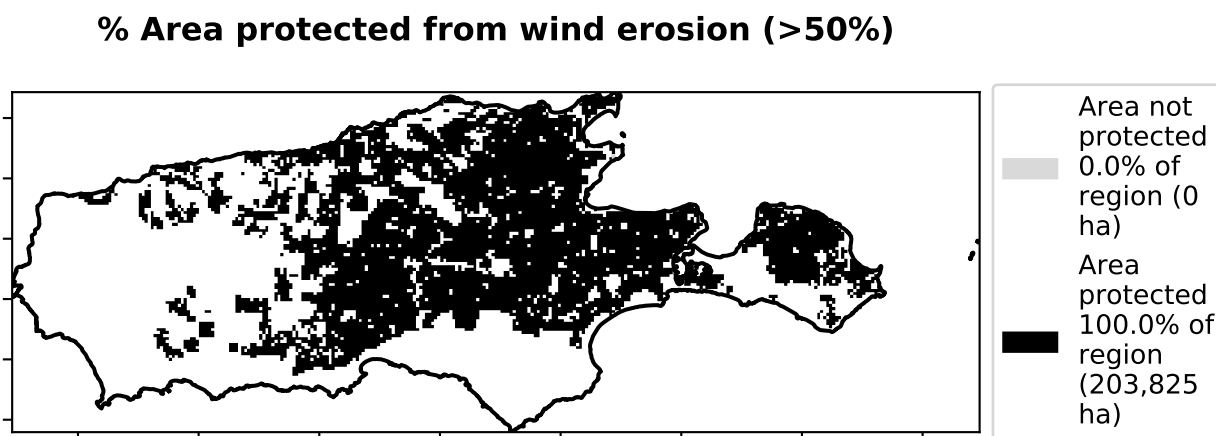 % Area protected from wind erosion (>50%)
Area not
protected
0.0% of
region (0
ha)
Area
protected
100.0% of
region
(203,825
ha)